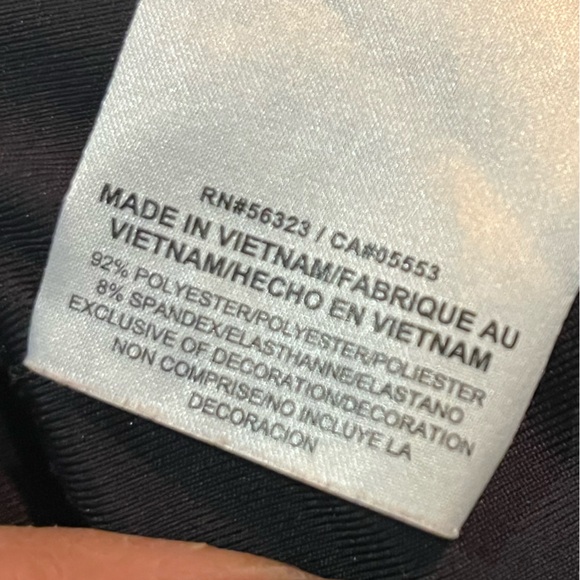 RN#56323 / CA#05553
MADE IN VIETNAM/FABRIQUE AU
VIETNAM/HECHO EN VIETNAM
92% POLYESTER/POLYESTER/POLIESTER
8% SPANDEX/ELASTHANNE/ELASTANO
EXCLUSIVE OF DECORATION/DECORATION
NON COMPRISE/NO INCLUYE LA
DECORACION